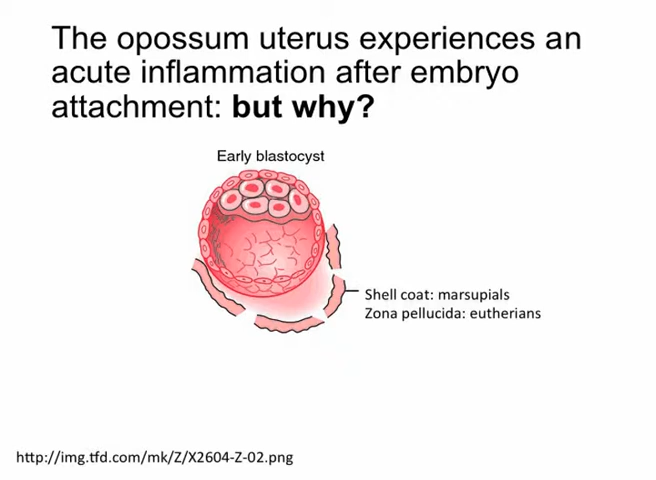 The opossum uterus experiences an
acute inflammation after embryo
attachment: but why?
Early blastocyst
Shell coat: marsupials
Zona pellucida: eutherians
http://img.tfd.com/mk/Z/X2604-Z-02.png